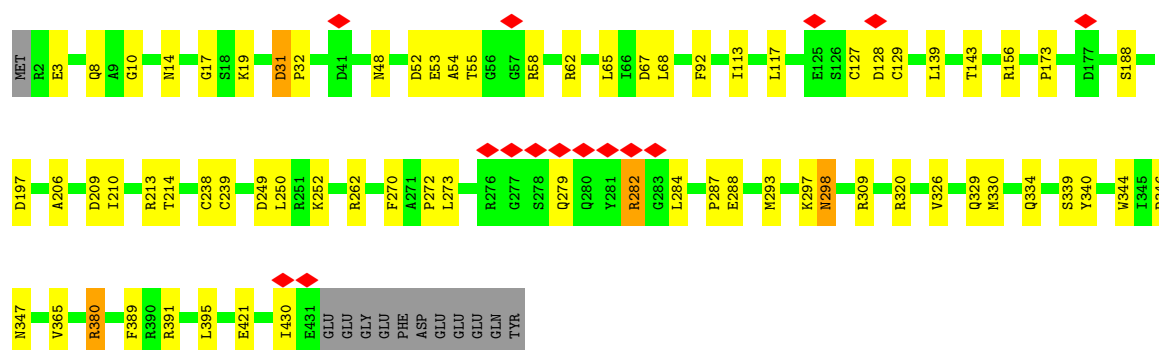 MET R2 E3 Q8 A9 G10 N14 G17 S18 K19 D31 P32 D41 N48 D52 E53 A54 T55 G56 G57 R58 R62 L65 I66 D67 L68 F92 I113 L117 E125 S126 C127 D128 C129 L139 T143 R156 P173 D177 S188
D197 A206 D209 I210 R213 T214 C238 C239 D249 L250 R251 K252 R262 F270 A271 P272 L273 R276 G277 S278 Q279 Q280 Y281 R282 G283 L284 P287 E288 M293 K297 N298 R309 R320 V326 Q329 M330 Q334 S339 Y340 W344 I345
N347 V365 R380 F389 R390 R391 L395 E421 I430 E431 GLU GLU GLY GLU PHE ASP GLU GLU GLU GLN TYR